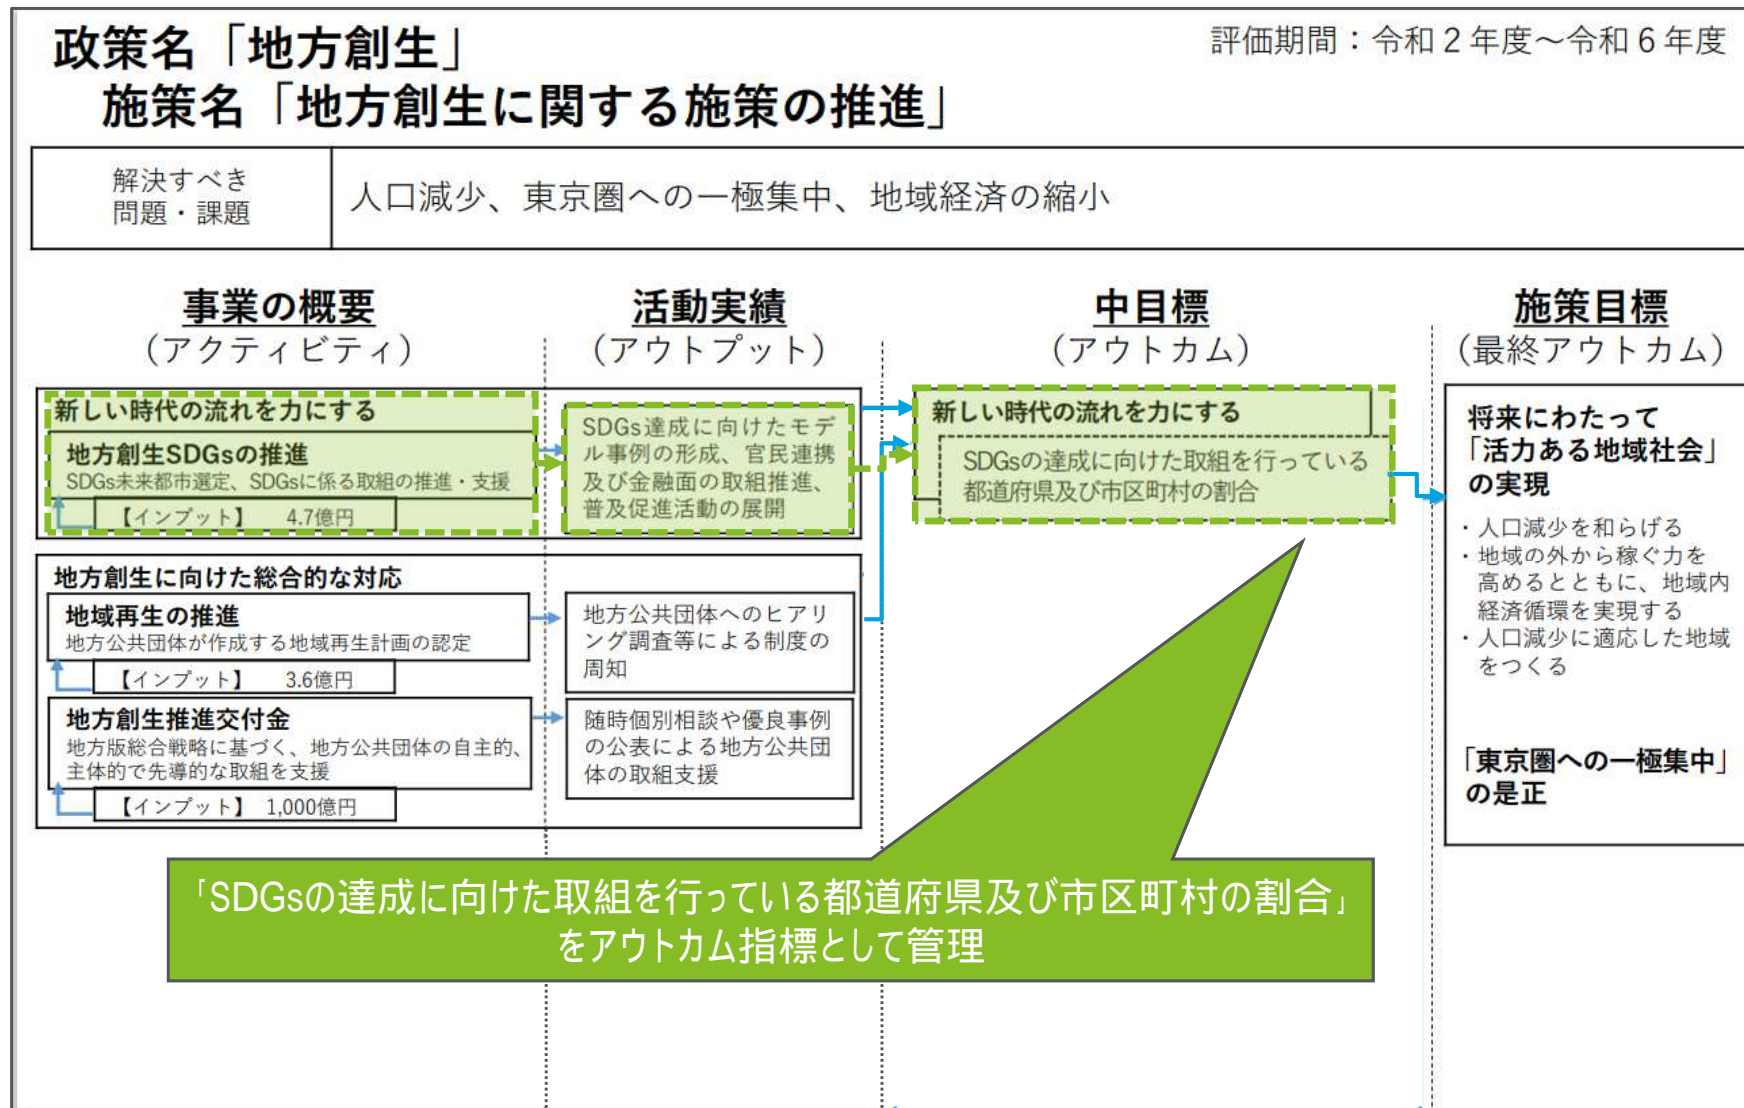 政策名「地方創生」
評価期間：令和２年度～令和６年度
施策名「地方創生に関する施策の推進」
解決すべき
問題・課題
人口減少、東京圏への一極集中、地域経済の縮小
事業の概要
（アクティビティ）
活動実績
（アウトプット）
中目標
（アウトカム）
施策目標
（最終アウトカム）
新しい時代の流れを力にする
地方創生SDGsの推進
SDGs未来都市選定、SDGsに係る取組の推進・支援
【インプット】 4.7億円
SDGs達成に向けたモデ
ル事例の形成、官民連携
及び金融面の取組推進、
普及促進活動の展開
新しい時代の流れを力にする
SDGsの達成に向けた取組を行っている
都道府県及び市区町村の割合
将来にわたって
「活力ある地域社会」
の実現
・人口減少を和らげる
・地域の外から稼ぐ力を
高めるとともに、地域内
経済循環を実現する
・人口減少に適応した地域
をつくる
「東京圏への一極集中」
の是正
地方創生に向けた総合的な対応
地域再生の推進
地方公共団体が作成する地域再生計画の認定
【インプット】 3.6億円
地方公共団体へのヒアリ
ング調査等による制度の
周知
地方創生推進交付金
地方版総合戦略に基づく、地方公共団体の自主的、
主体的で先導的な取組を支援
【インプット】 1,000億円
随時個別相談や優良事例
の公表による地方公共団
体の取組支援
「SDGsの達成に向けた取組を行っている都道府県及び市区町村の割合」
をアウトカム指標として管理